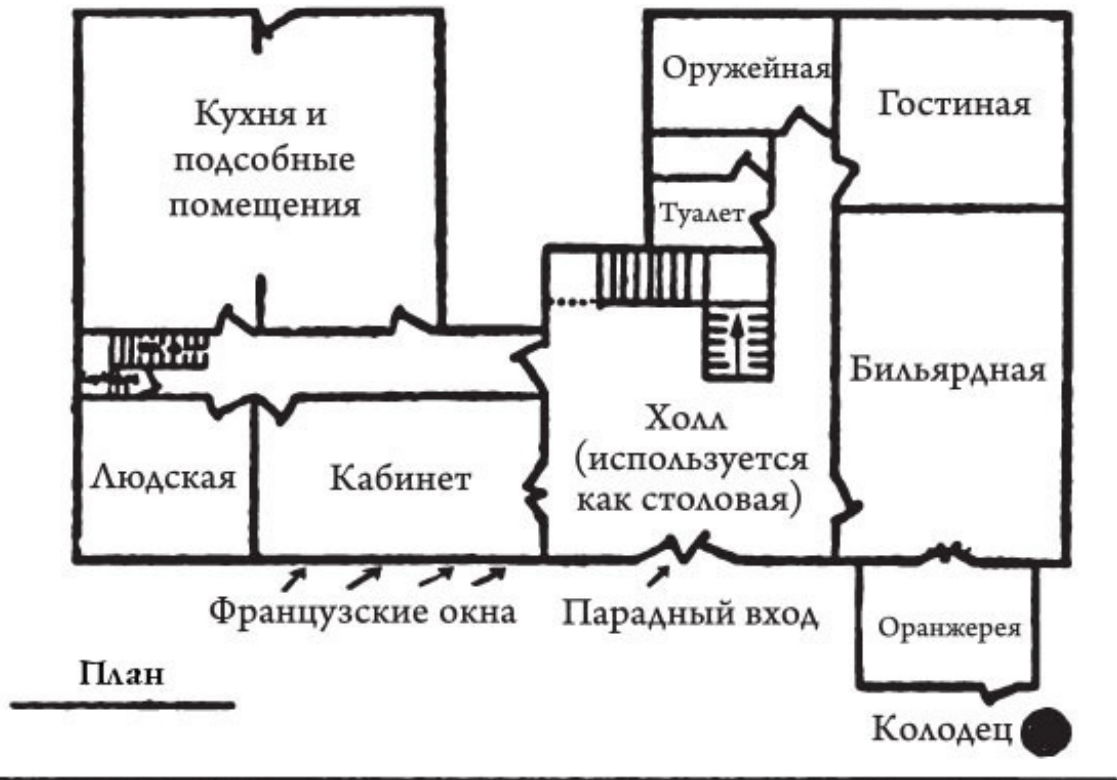 Оружейная
Гостиная
Кухня и
подсобные
помещения
Туалет
Бильярдная
Холл
(используется
как столовая)
Людская
Кабинет
Французские окна
Парадный вход
Оранжерея
План
Колодец